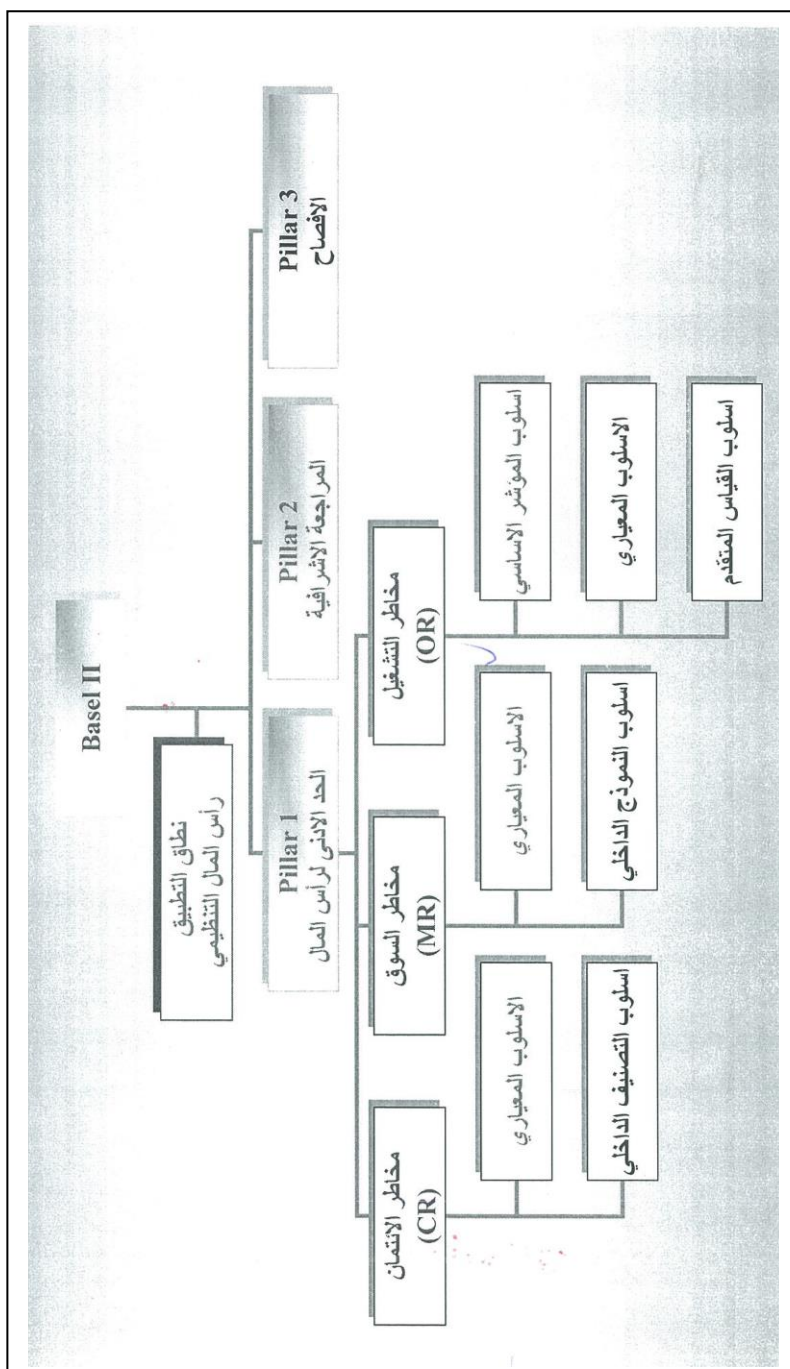 Basel II
نطاق التطبيق
رأس المال التنظيمي
Pillar 1
الحد الادنى لرأس المال
Pillar 2
المراجعة الاشرافية
Pillar 3
الافصاح
مخاطر الائتمان
(CR)
مخاطر السوق
(MR)
مخاطر التشغيل
(OR)
الاسلوب المعياري
اسلوب التصنيف الداخلي
الاسلوب المعياري
اسلوب النموذج الداخلي
اسلوب المؤشر الاساسي
الاسلوب المعياري
اسلوب القياس المتقدم